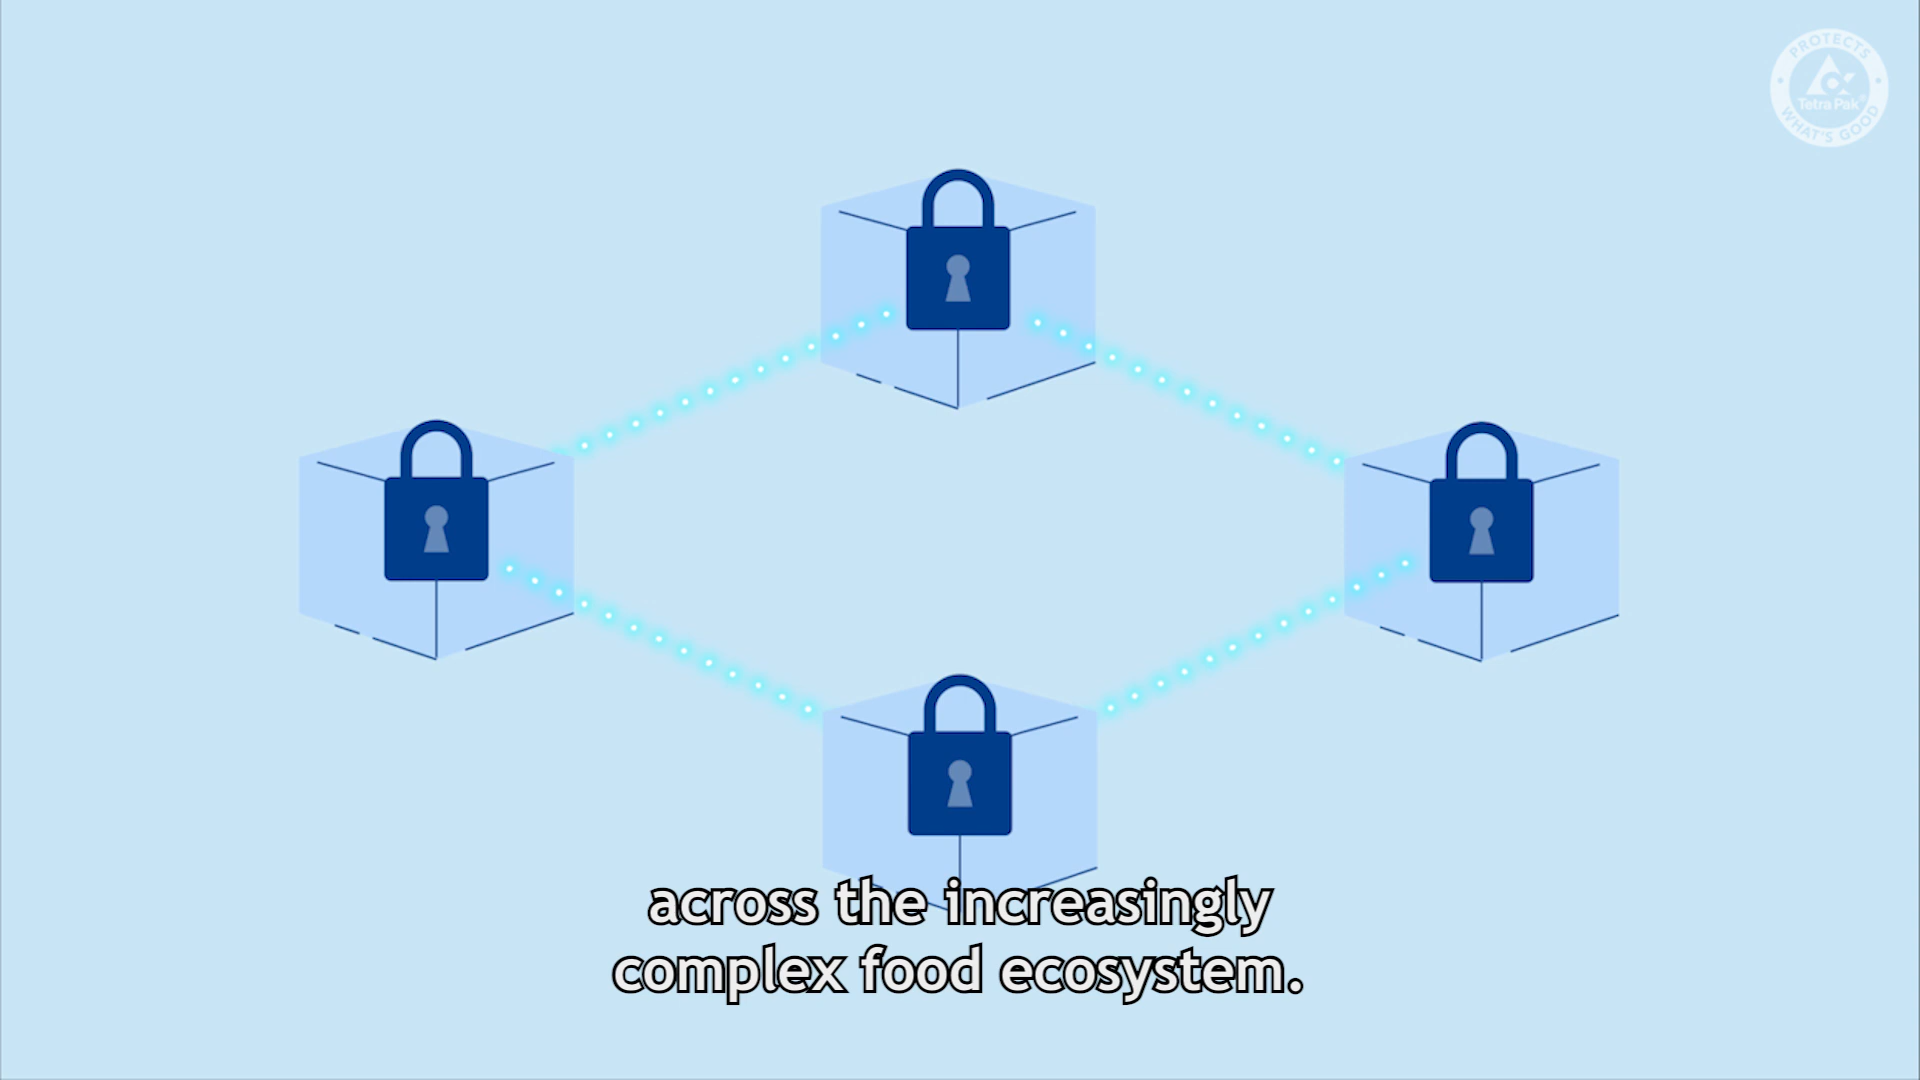 PROTECTS
Tetra Pak®
WHAT'S GOOD
across the increasingly
complex food ecosystem.